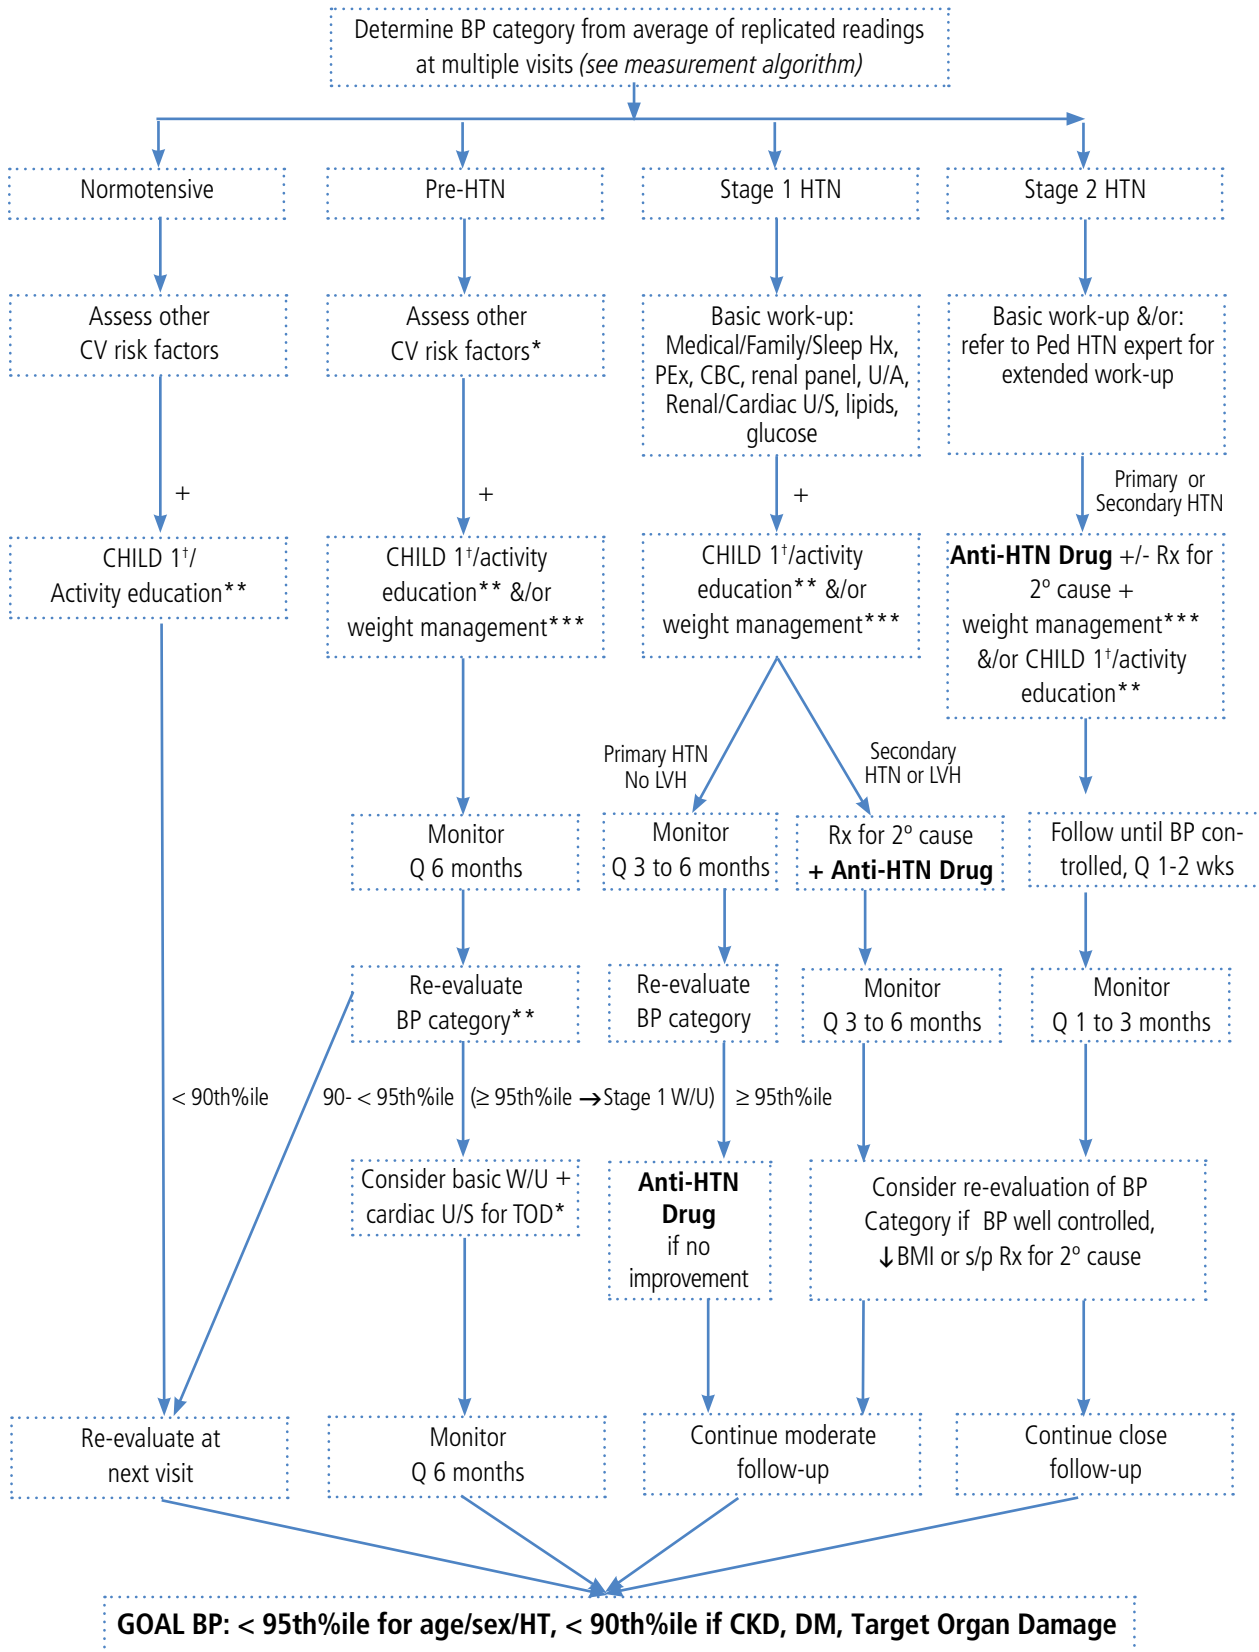 Determine BP category from average of replicated readings
at multiple visits (see measurement algorithm)
Normotensive
Pre-HTN
Stage 1 HTN
Stage 2 HTN
Assess other
CV risk factors
Assess other
CV risk factors*
Basic work-up:
Medical/Family/Sleep Hx,
PEx, CBC, renal panel, U/A,
Renal/Cardiac U/S, lipids,
glucose
Basic work-up &/or:
refer to Ped HTN expert for
extended work-up
+
+
+
Primary or
Secondary HTN
CHILD 1†/
Activity education**
CHILD 1†/activity
education** &/or
weight management***
CHILD 1†/activity
education** &/or
weight management***
Anti-HTN Drug +/- Rx for
2º cause +
weight management***
&/or CHILD 1†/activity
education**
Primary HTN
No LVH
Secondary
HTN or LVH
Monitor
Q 6 months
Monitor
Q 3 to 6 months
Rx for 2º cause
+ Anti-HTN Drug
Follow until BP con-
trolled, Q 1-2 wks
Re-evaluate
BP category**
Re-evaluate
BP category
Monitor
Q 3 to 6 months
Monitor
Q 1 to 3 months
< 90th%ile
90- < 95th%ile
(≥ 95th%ile → Stage 1 W/U)
≥ 95th%ile
Consider basic W/U +
cardiac U/S for TOD*
Anti-HTN
Drug
if no
improvement
Consider re-evaluation of BP
Category if BP well controlled,
↓BMI or s/p Rx for 2º cause
Re-evaluate at
next visit
Monitor
Q 6 months
Continue moderate
follow-up
Continue close
follow-up
GOAL BP: < 95th%ile for age/sex/HT, < 90th%ile if CKD, DM, Target Organ Damage